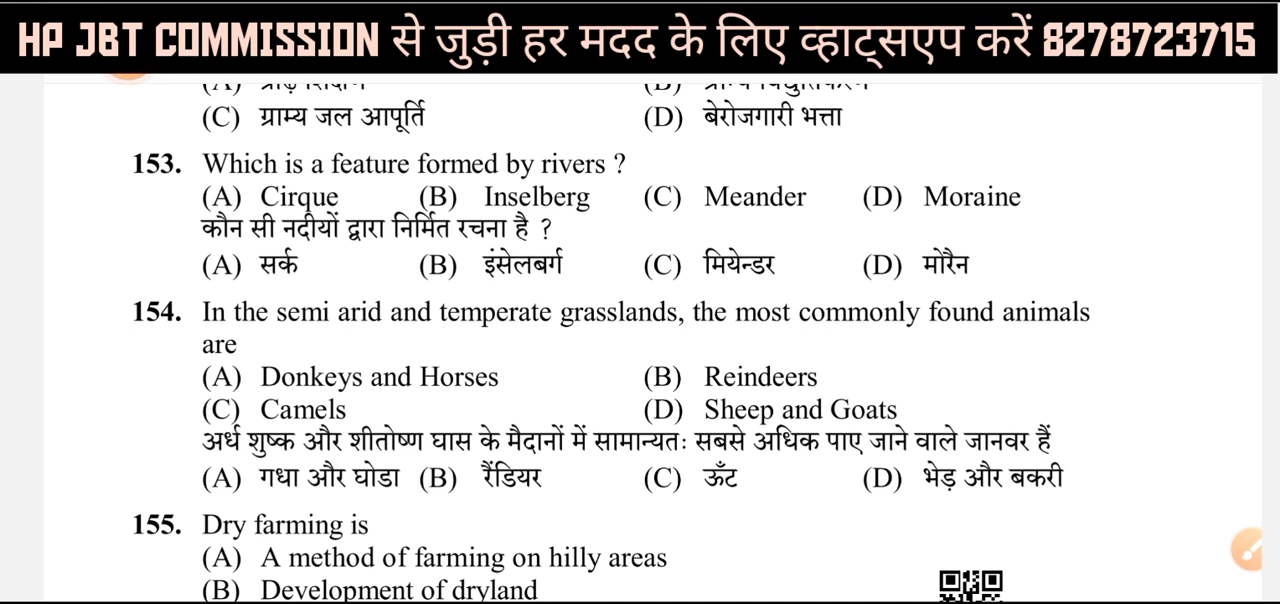 HP JBT COMMISSION से जुड़ी हर मदद के लिए व्हाट्सएप करें 8278723715
(C) ग्राम्य जल आपूर्ति (D) बेरोजगारी भत्ता
153. Which is a feature formed by rivers ?
(A) Cirque (B) Inselberg (C) Meander (D) Moraine
कौन सी नदीयों द्वारा निर्मित रचना है ?
(A) सर्क (B) इंसेलबर्ग (C) मियेन्डर (D) मोरैन
154. In the semi arid and temperate grasslands, the most commonly found animals
are
(A) Donkeys and Horses (B) Reindeers
(C) Camels (D) Sheep and Goats
अर्ध शुष्क और शीतोष्ण घास के मैदानों में सामान्यतः सबसे अधिक पाए जाने वाले जानवर हैं
(A) गधा और घोडा (B) रैंडियर (C) ऊँट (D) भेड़ और बकरी
155. Dry farming is
(A) A method of farming on hilly areas
(B) Development of dryland